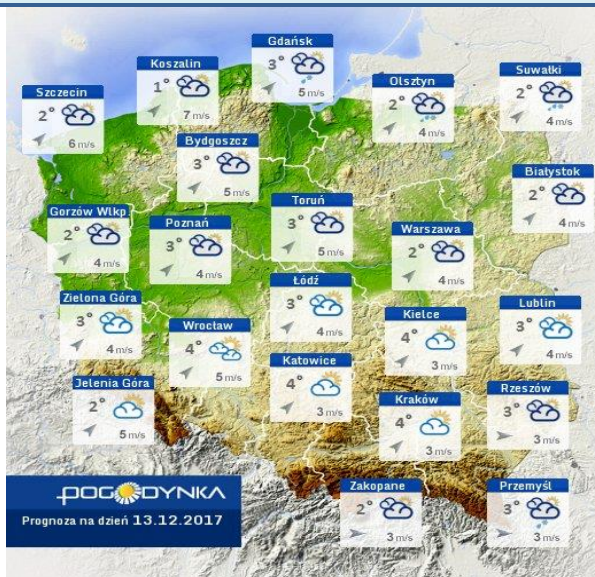 Gdańsk
3°
5 m/s
Koszalin
1°
7 m/s
Suwałki
2°
4 m/s
Olsztyn
2°
4 m/s
Szczecin
2°
6 m/s
Bydgoszcz
3°
5 m/s
Białystok
2°
4 m/s
Toruń
3°
5 m/s
Gorzów Wlkp
2°
4 m/s
Poznań
3°
4 m/s
Warszawa
2°
4 m/s
Łódź
3°
4 m/s
Zielona Góra
3°
4 m/s
Lublin
3°
4 m/s
Kielce
4°
3 m/s
Wrocław
4°
5 m/s
Katowice
4°
3 m/s
Jelenia Góra
2°
5 m/s
Rzeszów
3°
3 m/s
Kraków
4°
3 m/s
Zakopane
2°
3 m/s
Przemyśl
3°
3 m/s
POGODYNKA
Prognoza na dzień 13.12.2017